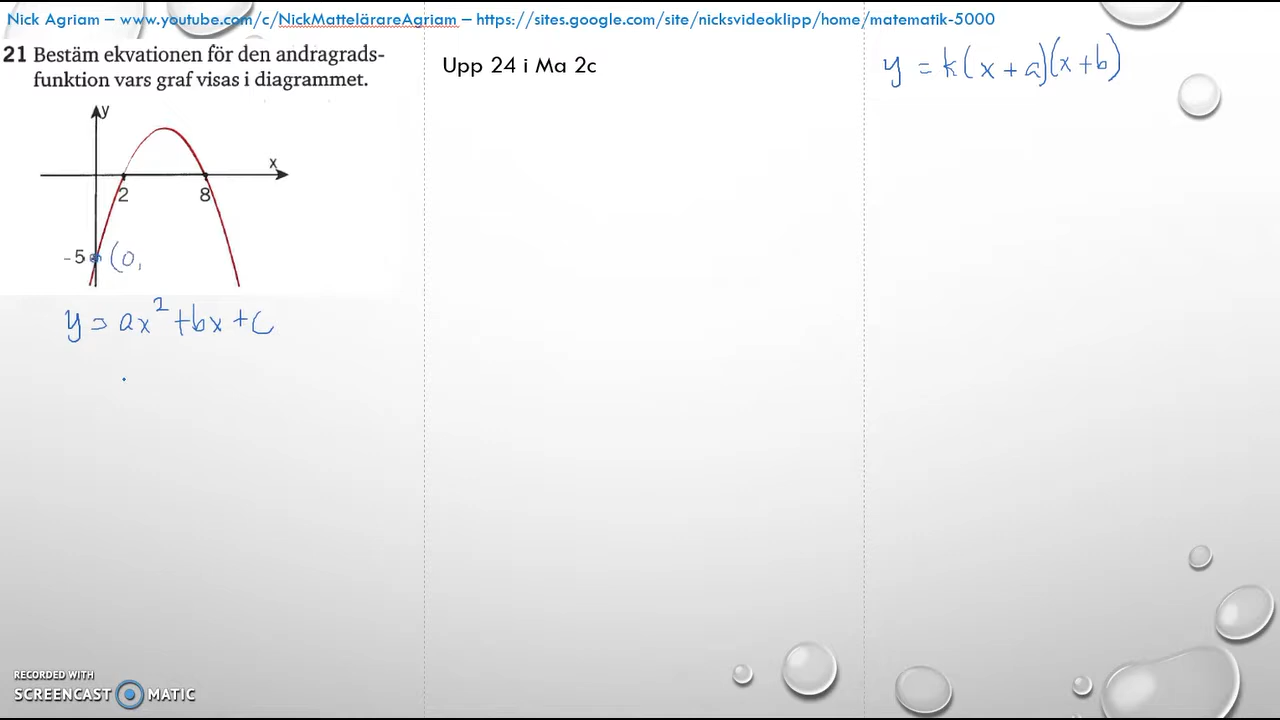 Nick Agriam – www.youtube.com/c/NickMattelärareAgriam – https://sites.google.com/site/nicksvideoklipp/home/matematik-5000
21 Bestäm ekvationen för den andragrads-
funktion vars graf visas i diagrammet.
y
x
2
8
-5 (0,
y = ax² + bx + c
Upp 24 i Ma 2c
y = k(x + a)(x + b)
RECORDED WITH
SCREENCAST MATIC